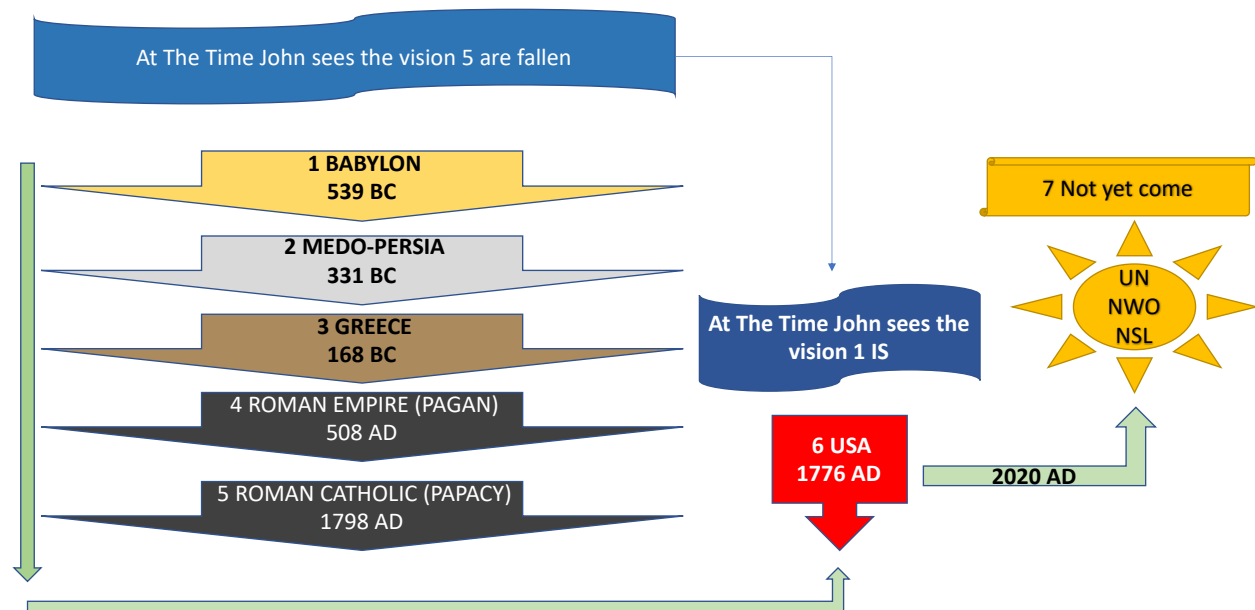 At The Time John sees the vision 5 are fallen
1 BABYLON
539 BC
2 MEDO-PERSIA
331 BC
3 GREECE
168 BC
4 ROMAN EMPIRE (PAGAN)
508 AD
5 ROMAN CATHOLIC (PAPACY)
1798 AD
At The Time John sees the
vision 1 IS
6 USA
1776 AD
2020 AD
7 Not yet come
UN
NWO
NSL